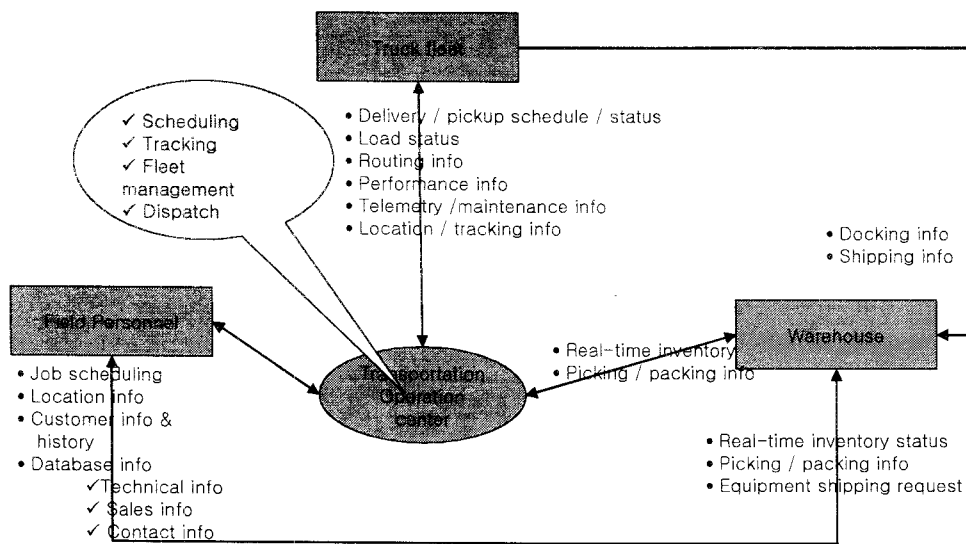 Truck fleet
✓ Scheduling
✓ Tracking
✓ Fleet
management
✓ Dispatch
• Delivery / pickup schedule / status
• Load status
• Routing info
• Performance info
• Telemetry /maintenance info
• Location / tracking info
• Docking info
• Shipping info
Field Personnel
Warehouse
• Real-time inventory
• Picking / packing info
Transportation
Operation
center
• Job scheduling
• Location info
• Customer info &
history
• Database info
✓Technical info
✓ Sales info
✓ Contact info
• Real-time inventory status
• Picking / packing info
• Equipment shipping request